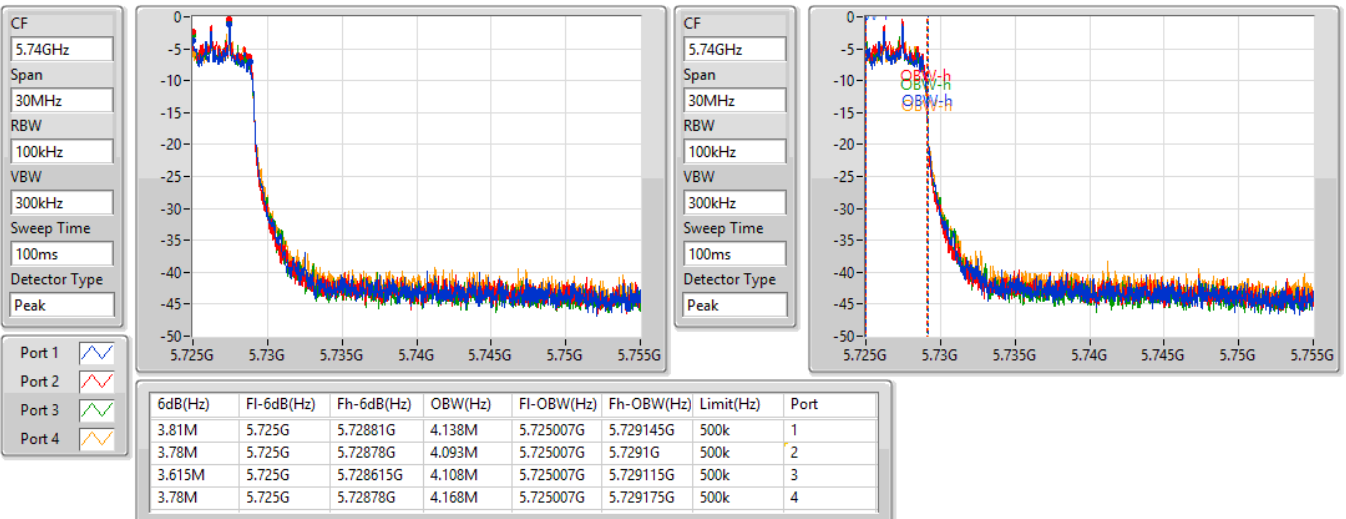 CF
5.74GHz
Span
30MHz
RBW
100kHz
VBW
300kHz
Sweep Time
100ms
Detector Type
Peak
0
-5
-10
-15
-20
-25
-30
-35
-40
-45
-50
5.725G 5.73G 5.735G 5.74G 5.745G 5.75G 5.755G
CF
5.74GHz
Span
30MHz
RBW
100kHz
VBW
300kHz
Sweep Time
100ms
Detector Type
Peak
0
-5
-10
-15
-20
-25
-30
-35
-40
-45
-50
OBW-h
OBW-h
OBW-h
OBW-h
5.725G 5.73G 5.735G 5.74G 5.745G 5.75G 5.755G
Port 1
Port 2
Port 3
Port 4
6dB(Hz) Fl-6dB(Hz) Fh-6dB(Hz) OBW(Hz) Fl-OBW(Hz) Fh-OBW(Hz) Limit(Hz) Port
3.81M 5.725G 5.72881G 4.138M 5.725007G 5.729145G 500k 1
3.78M 5.725G 5.72878G 4.093M 5.725007G 5.7291G 500k 2
3.615M 5.725G 5.728615G 4.108M 5.725007G 5.729115G 500k 3
3.78M 5.725G 5.72878G 4.168M 5.725007G 5.729175G 500k 4